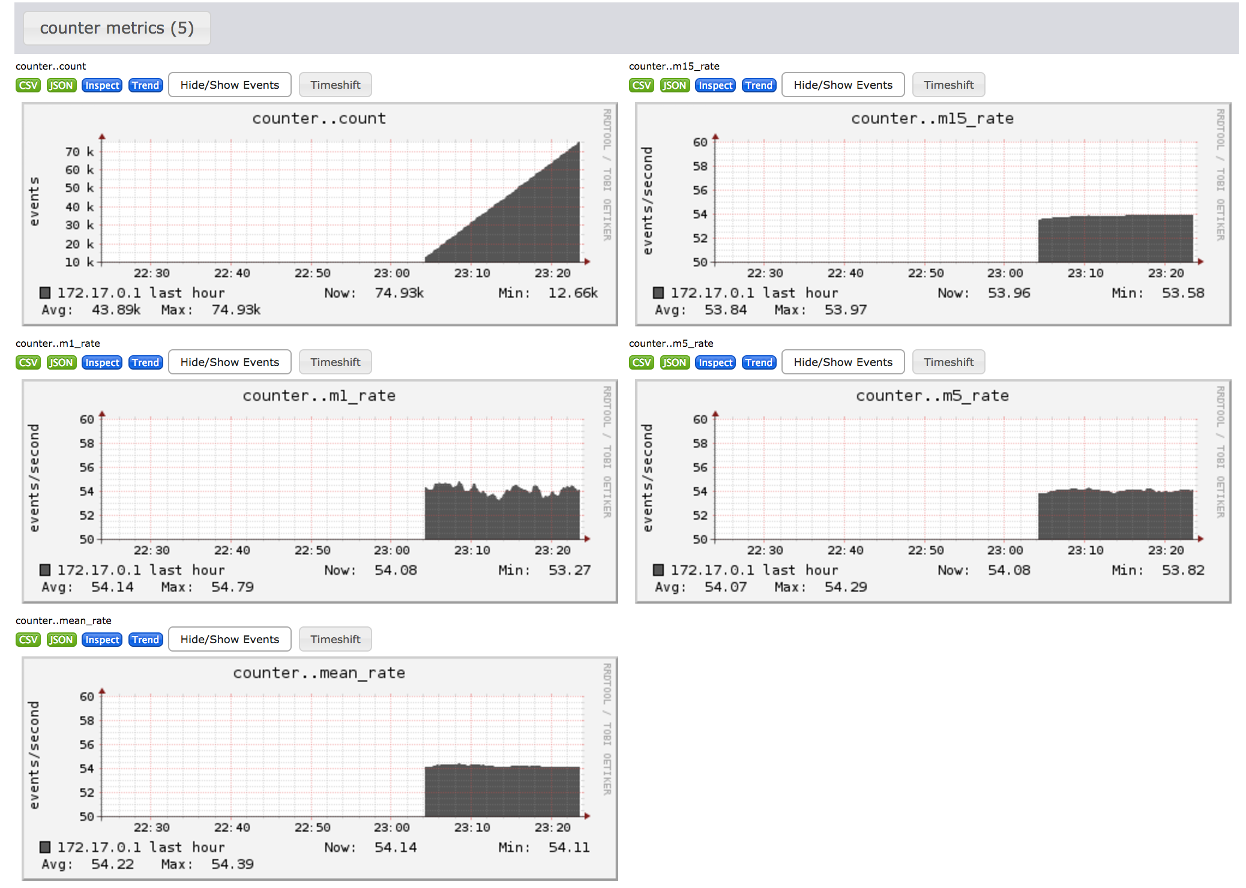 counter metrics (5)
counter..count
CSV JSON Inspect Trend Hide/Show Events Timeshift
counter..count
RRDTOOL / TOBI OETIKER
events
70 k
60 k
50 k
40 k
30 k
20 k
10 k
22:30 22:40 22:50 23:00 23:10 23:20
172.17.0.1 last hour Now: 74.93k Min: 12.66k
Avg: 43.89k Max: 74.93k
counter..m15_rate
CSV JSON Inspect Trend Hide/Show Events Timeshift
counter..m15_rate
RRDTOOL / TOBI OETIKER
events/second
60
58
56
54
52
50
22:30 22:40 22:50 23:00 23:10 23:20
172.17.0.1 last hour Now: 53.96 Min: 53.58
Avg: 53.84 Max: 53.97
counter..m1_rate
CSV JSON Inspect Trend Hide/Show Events Timeshift
counter..m1_rate
RRDTOOL / TOBI OETIKER
events/second
60
58
56
54
52
50
22:30 22:40 22:50 23:00 23:10 23:20
172.17.0.1 last hour Now: 54.08 Min: 53.27
Avg: 54.14 Max: 54.79
counter..m5_rate
CSV JSON Inspect Trend Hide/Show Events Timeshift
counter..m5_rate
RRDTOOL / TOBI OETIKER
events/second
60
58
56
54
52
50
22:30 22:40 22:50 23:00 23:10 23:20
172.17.0.1 last hour Now: 54.08 Min: 53.82
Avg: 54.07 Max: 54.29
counter..mean_rate
CSV JSON Inspect Trend Hide/Show Events Timeshift
counter..mean_rate
RRDTOOL / TOBI OETIKER
events/second
60
58
56
54
52
50
22:30 22:40 22:50 23:00 23:10 23:20
172.17.0.1 last hour Now: 54.14 Min: 54.11
Avg: 54.22 Max: 54.39